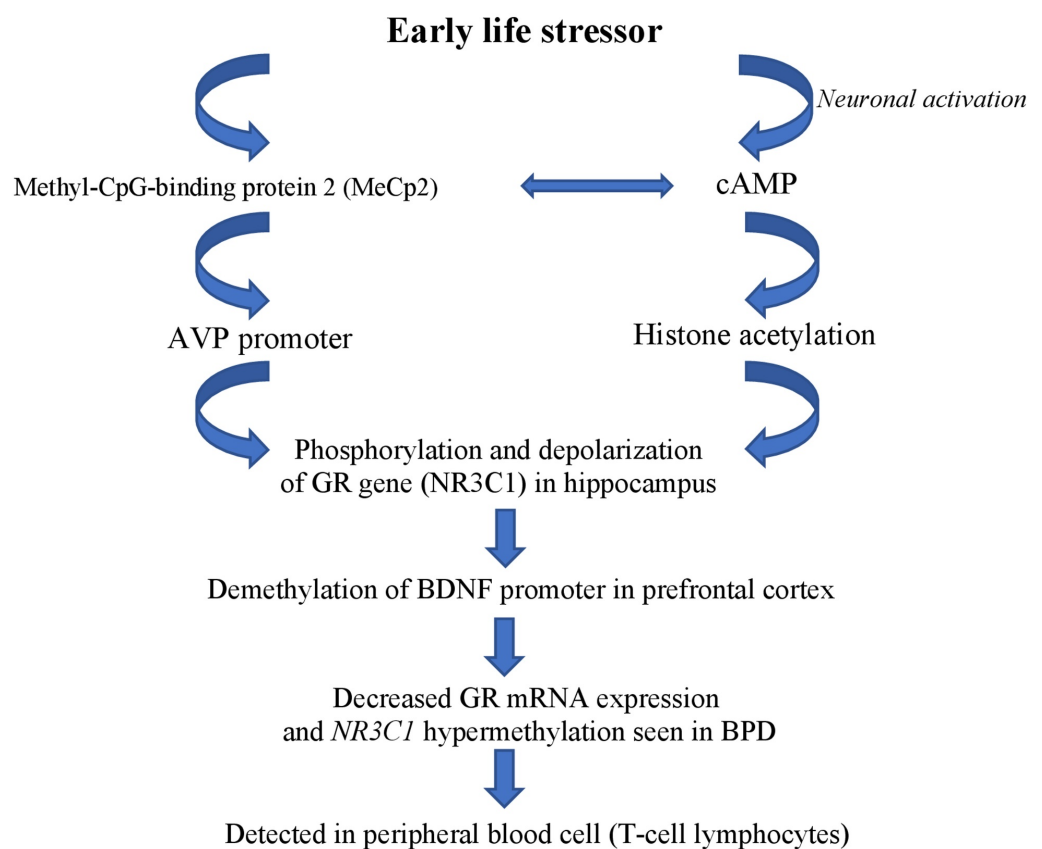 Early life stressor
Neuronal activation
Methyl-CpG-binding protein 2 (MeCp2)
cAMP
AVP promoter
Histone acetylation
Phosphorylation and depolarization
of GR gene (NR3C1) in hippocampus
Demethylation of BDNF promoter in prefrontal cortex
Decreased GR mRNA expression
and NR3C1 hypermethylation seen in BPD
Detected in peripheral blood cell (T-cell lymphocytes)